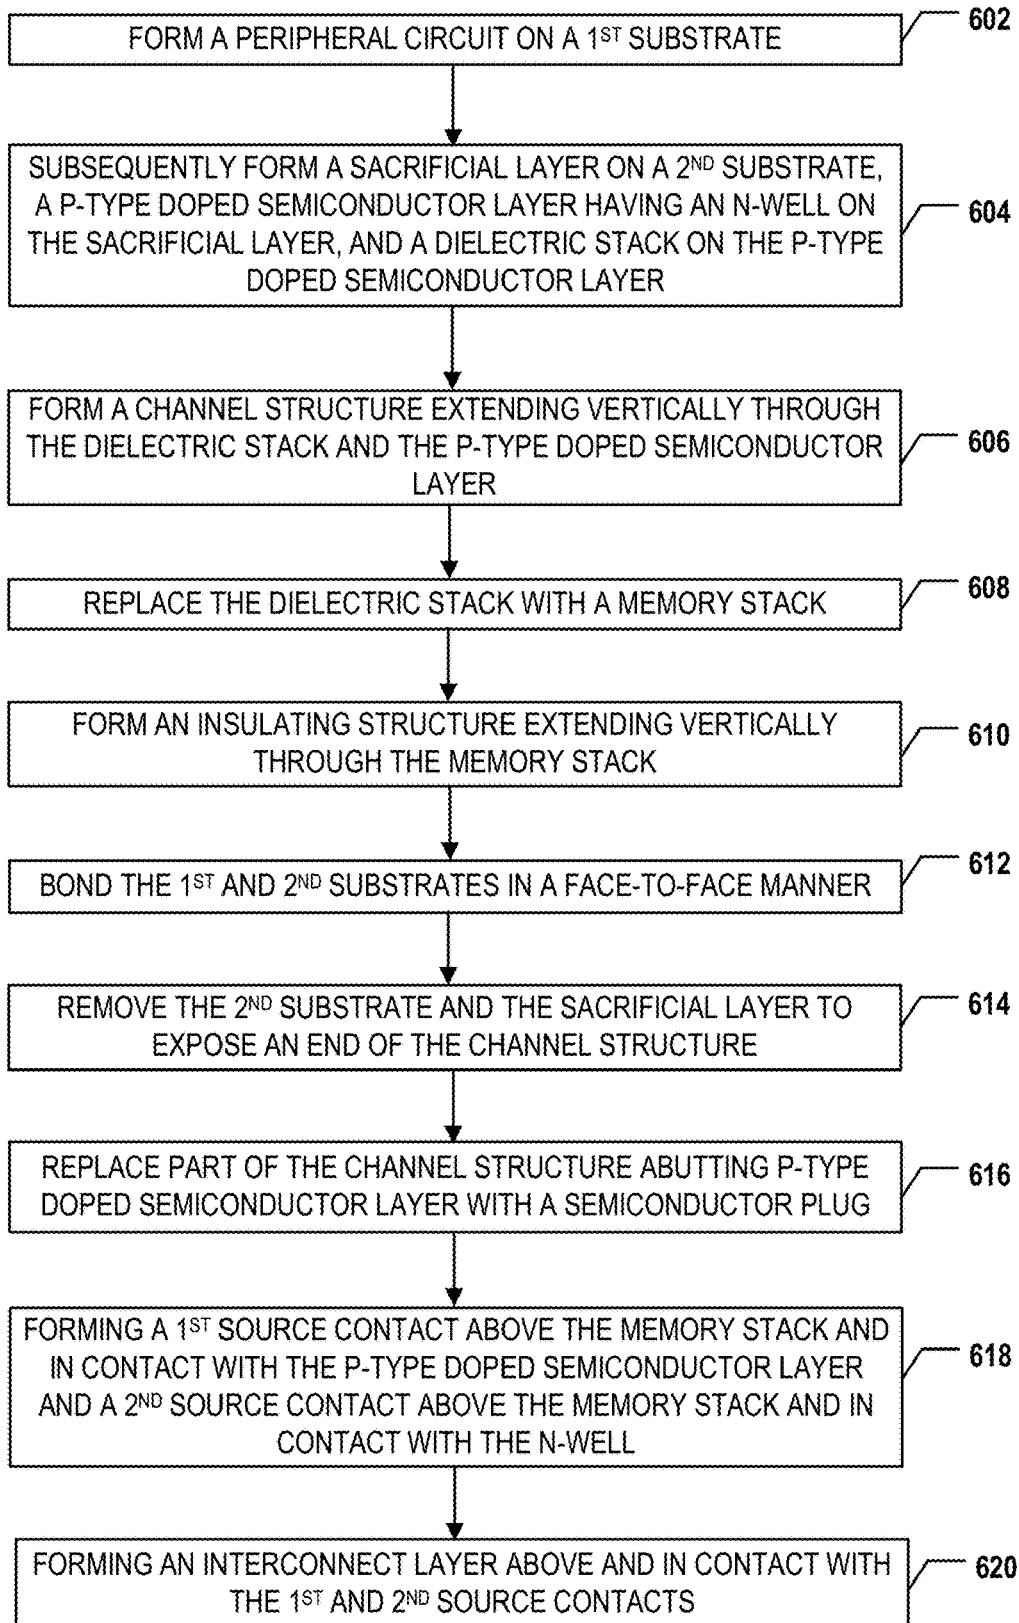 FORM A PERIPHERAL CIRCUIT ON A 1ST SUBSTRATE
602
SUBSEQUENTLY FORM A SACRIFICIAL LAYER ON A 2ND SUBSTRATE,
A P-TYPE DOPED SEMICONDUCTOR LAYER HAVING AN N-WELL ON
THE SACRIFICIAL LAYER, AND A DIELECTRIC STACK ON THE P-TYPE
DOPED SEMICONDUCTOR LAYER
604
FORM A CHANNEL STRUCTURE EXTENDING VERTICALLY THROUGH
THE DIELECTRIC STACK AND THE P-TYPE DOPED SEMICONDUCTOR
LAYER
606
REPLACE THE DIELECTRIC STACK WITH A MEMORY STACK
608
FORM AN INSULATING STRUCTURE EXTENDING VERTICALLY
THROUGH THE MEMORY STACK
610
BOND THE 1ST AND 2ND SUBSTRATES IN A FACE-TO-FACE MANNER
612
REMOVE THE 2ND SUBSTRATE AND THE SACRIFICIAL LAYER TO
EXPOSE AN END OF THE CHANNEL STRUCTURE
614
REPLACE PART OF THE CHANNEL STRUCTURE ABUTTING P-TYPE
DOPED SEMICONDUCTOR LAYER WITH A SEMICONDUCTOR PLUG
616
FORMING A 1ST SOURCE CONTACT ABOVE THE MEMORY STACK AND
IN CONTACT WITH THE P-TYPE DOPED SEMICONDUCTOR LAYER
AND A 2ND SOURCE CONTACT ABOVE THE MEMORY STACK AND IN
CONTACT WITH THE N-WELL
618
FORMING AN INTERCONNECT LAYER ABOVE AND IN CONTACT WITH
THE 1ST AND 2ND SOURCE CONTACTS
620